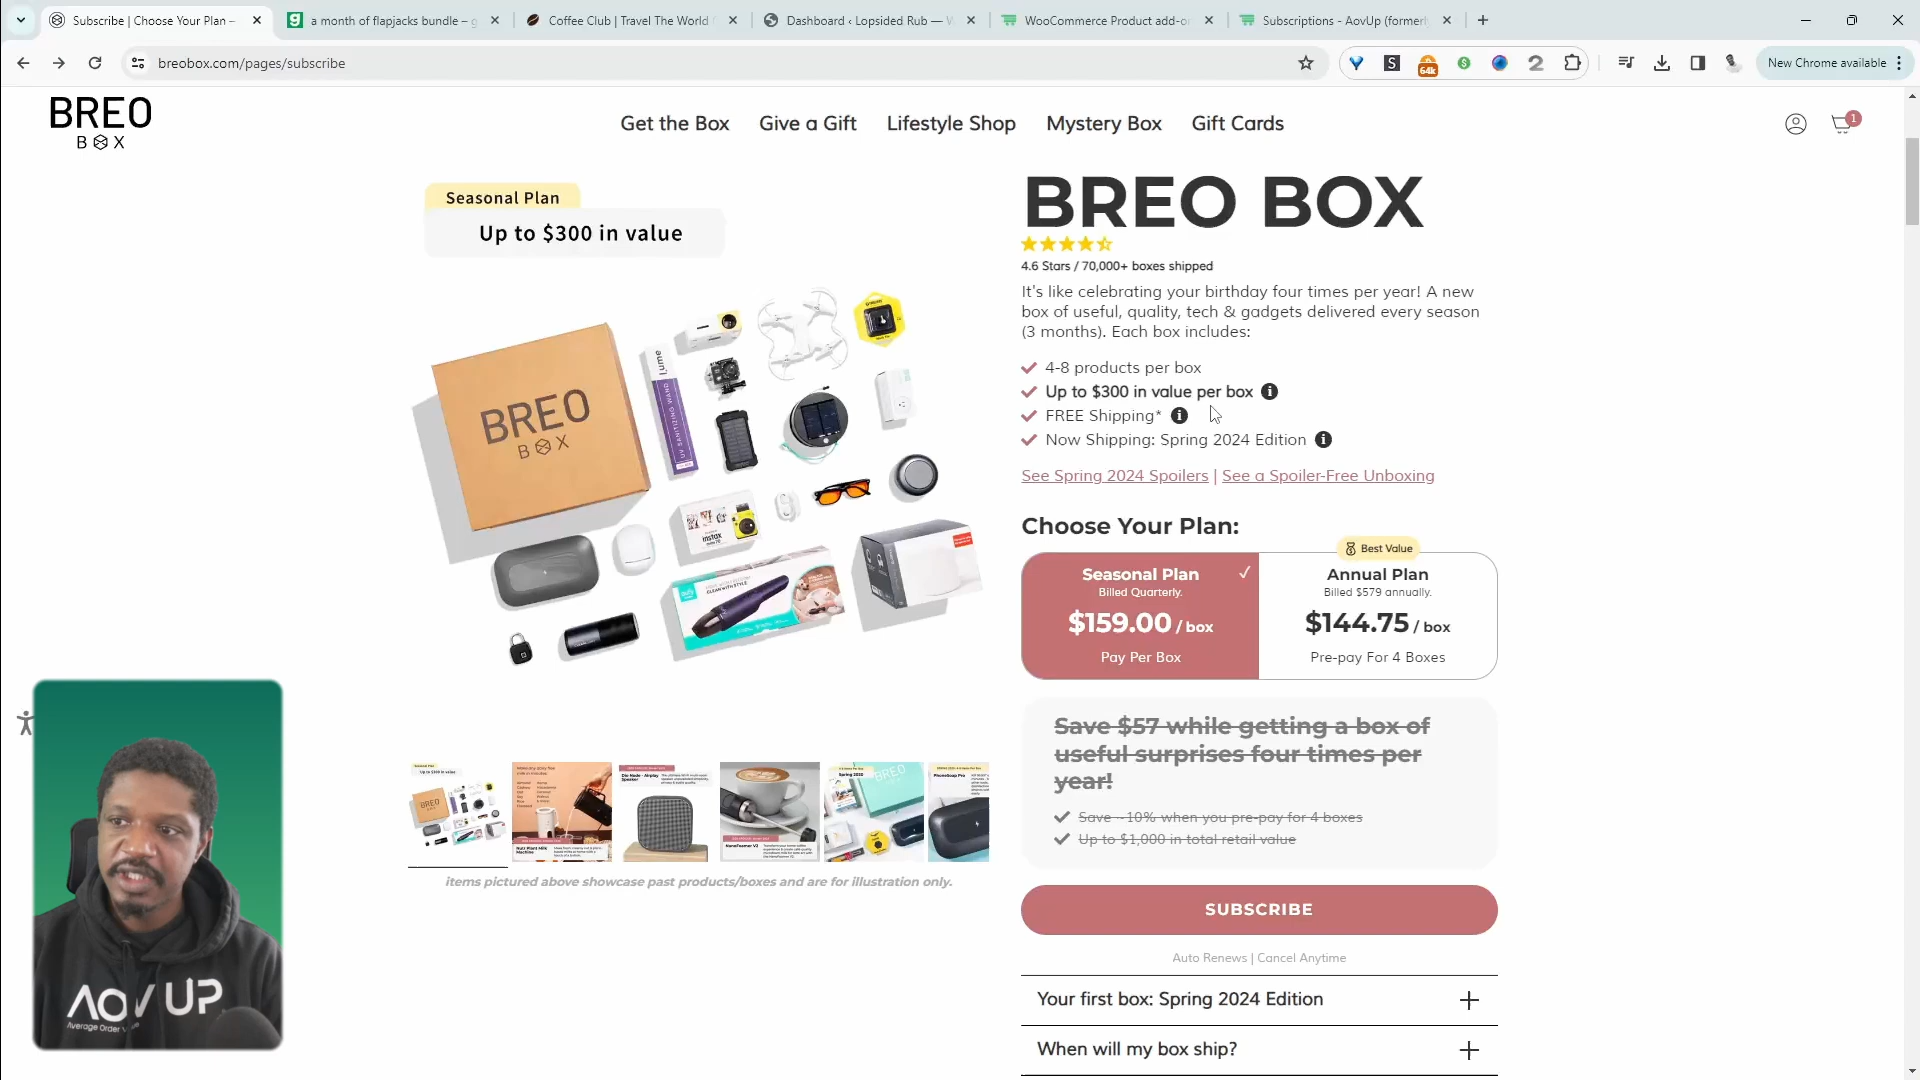 Subscribe | Choose Your Plan –
a month of flapjacks bundle – g
Coffee Club | Travel The World
Dashboard ‹ Lopsided Rub — W
WooCommerce Product add-o
Subscriptions - AovUp (former
breobox.com/pages/subscribe
64k
New Chrome available
BREO
BOX
Get the Box
Give a Gift
Lifestyle Shop
Mystery Box
Gift Cards
1
Seasonal Plan
Up to $300 in value
BREO
BOX
BREO BOX
4.6 Stars / 70,000+ boxes shipped
It's like celebrating your birthday four times per year! A new
box of useful, quality, tech & gadgets delivered every season
(3 months). Each box includes:
4-8 products per box
Up to $300 in value per box
FREE Shipping*
Now Shipping: Spring 2024 Edition
See Spring 2024 Spoilers | See a Spoiler-Free Unboxing
Choose Your Plan:
Best Value
Seasonal Plan
Billed Quarterly.
$159.00 / box
Pay Per Box
Annual Plan
Billed $579 annually.
$144.75 / box
Pre-pay For 4 Boxes
Save $57 while getting a box of
useful surprises four times per
year!
Save ~10% when you pre-pay for 4 boxes
Up to $1,000 in total retail value
SUBSCRIBE
Auto Renews | Cancel Anytime
Your first box: Spring 2024 Edition
When will my box ship?
items pictured above showcase past products/boxes and are for illustration only.
AOV UP
Average Order